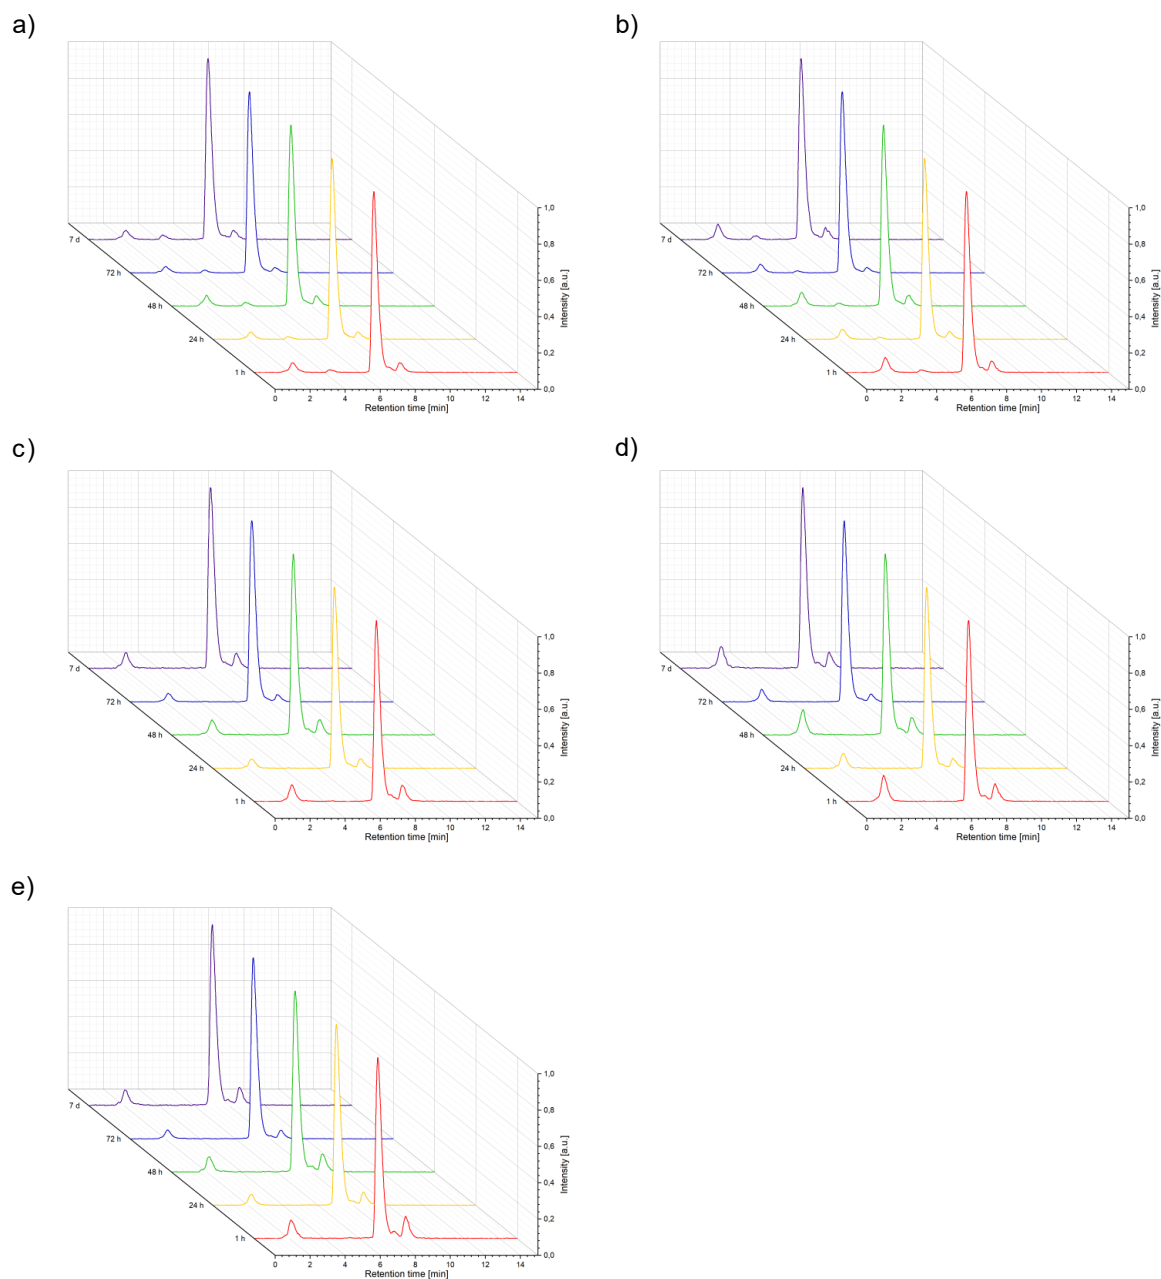 a)
7 d
72 h
48 h
24 h
1 h
1,0
0,8
0,6
0,4
0,2
0,0
Intensity [a.u.]
0 2 4 6 8 10 12 14
Retention time [min]
b)
7 d
72 h
48 h
24 h
1 h
1,0
0,8
0,6
0,4
0,2
0,0
Intensity [a.u.]
0 2 4 6 8 10 12 14
Retention time [min]
c)
7 d
72 h
48 h
24 h
1 h
1,0
0,8
0,6
0,4
0,2
0,0
Intensity [a.u.]
0 2 4 6 8 10 12 14
Retention time [min]
d)
7 d
72 h
48 h
24 h
1 h
1,0
0,8
0,6
0,4
0,2
0,0
Intensity [a.u.]
0 2 4 6 8 10 12 14
Retention time [min]
e)
7 d
72 h
48 h
24 h
1 h
1,0
0,8
0,6
0,4
0,2
0,0
Intensity [a.u.]
0 2 4 6 8 10 12 14
Retention time [min]